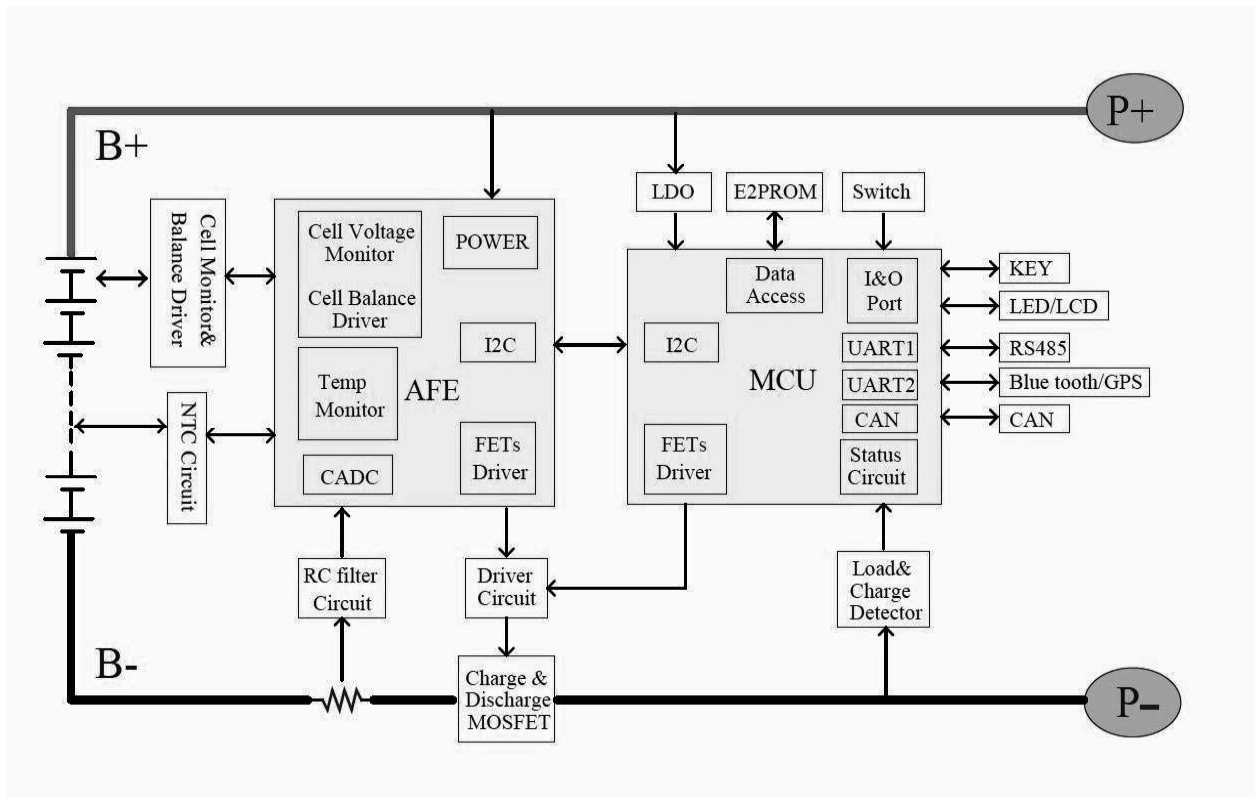 P+
B+
LDO
E2PROM
Switch
Cell Monitor&
Balance Driver
Cell Voltage
Monitor
Cell Balance
Driver
POWER
I2C
Temp
Monitor
AFE
FETs
Driver
CADC
NTC Circuit
Data
Access
I&O
Port
I2C
MCU
UART1
UART2
CAN
FETs
Driver
Status
Circuit
KEY
LED/LCD
RS485
Blue tooth/GPS
CAN
RC filter
Circuit
Driver
Circuit
Load&
Charge
Detector
B-
Charge &
Discharge
MOSFET
P-